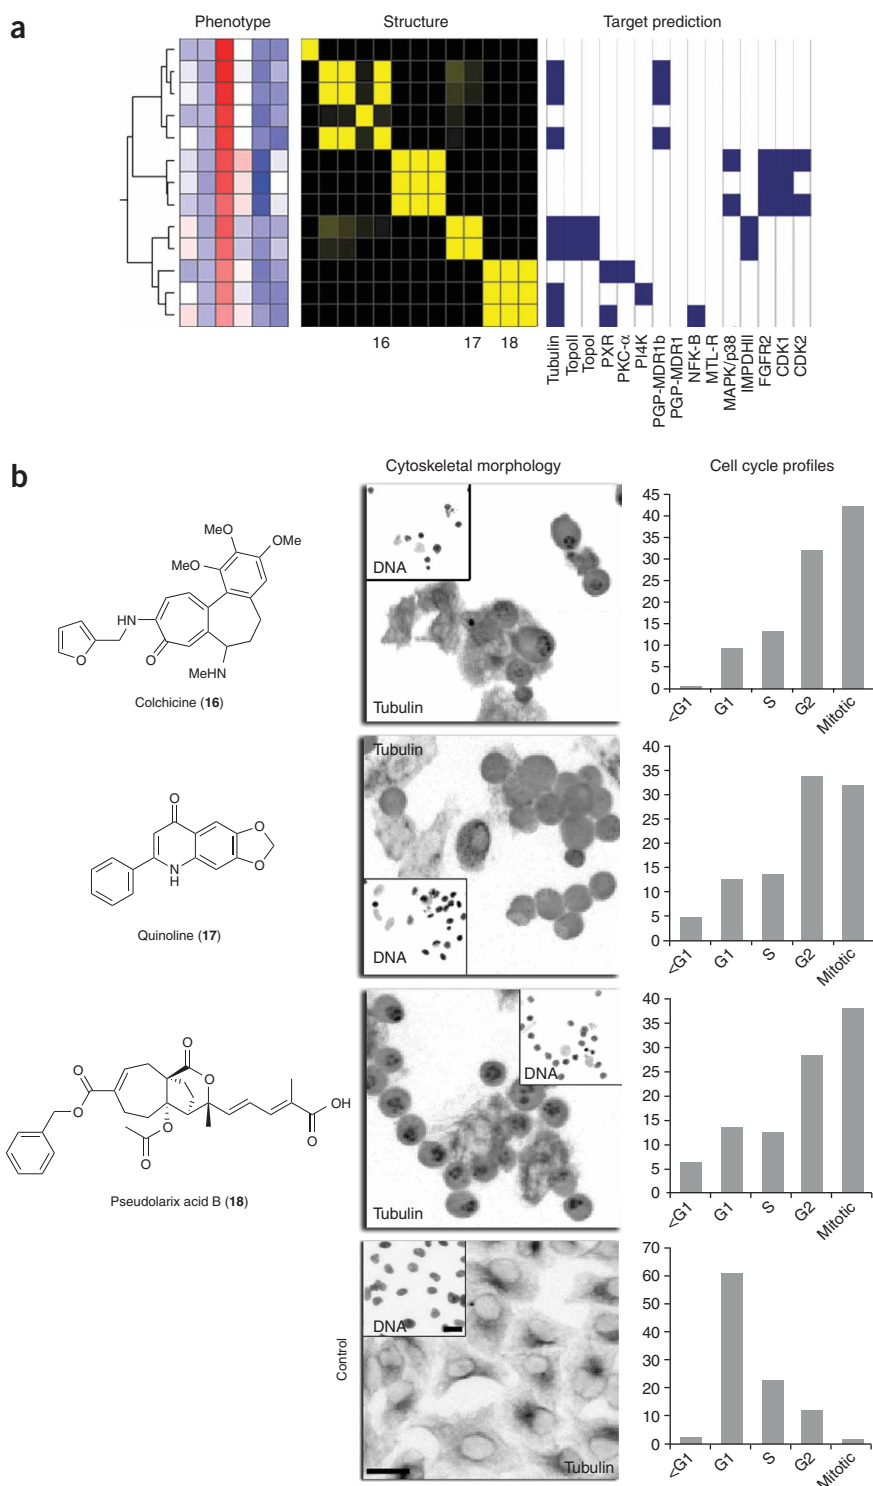 a
Phenotype
Structure
Target prediction
16
17
18
Tubulin
TopoII
TopoI
PXR
PKC-α
PI4K
PGP-MDR1b
PGP-MDR1
NFK-B
MTL-R
MAPK/p38
IMPDHII
FGFR2
CDK1
CDK2
b
Cytoskeletal morphology
Cell cycle profiles
MeO
MeO
OMe
HN
O
O
MeHN
Colchicine (16)
DNA
Tubulin
45
40
35
30
25
20
15
10
5
0
<G1
G1
S
G2
Mitotic
O
O
O
N
H
Quinoline (17)
Tubulin
DNA
40
35
30
25
20
15
10
5
0
<G1
G1
S
G2
Mitotic
O
O
O
O
OH
O
O
O
Pseudolarix acid B (18)
DNA
Tubulin
40
35
30
25
20
15
10
5
0
<G1
G1
S
G2
Mitotic
Control
DNA
Tubulin
70
60
50
40
30
20
10
0
<G1
G1
S
G2
Mitotic